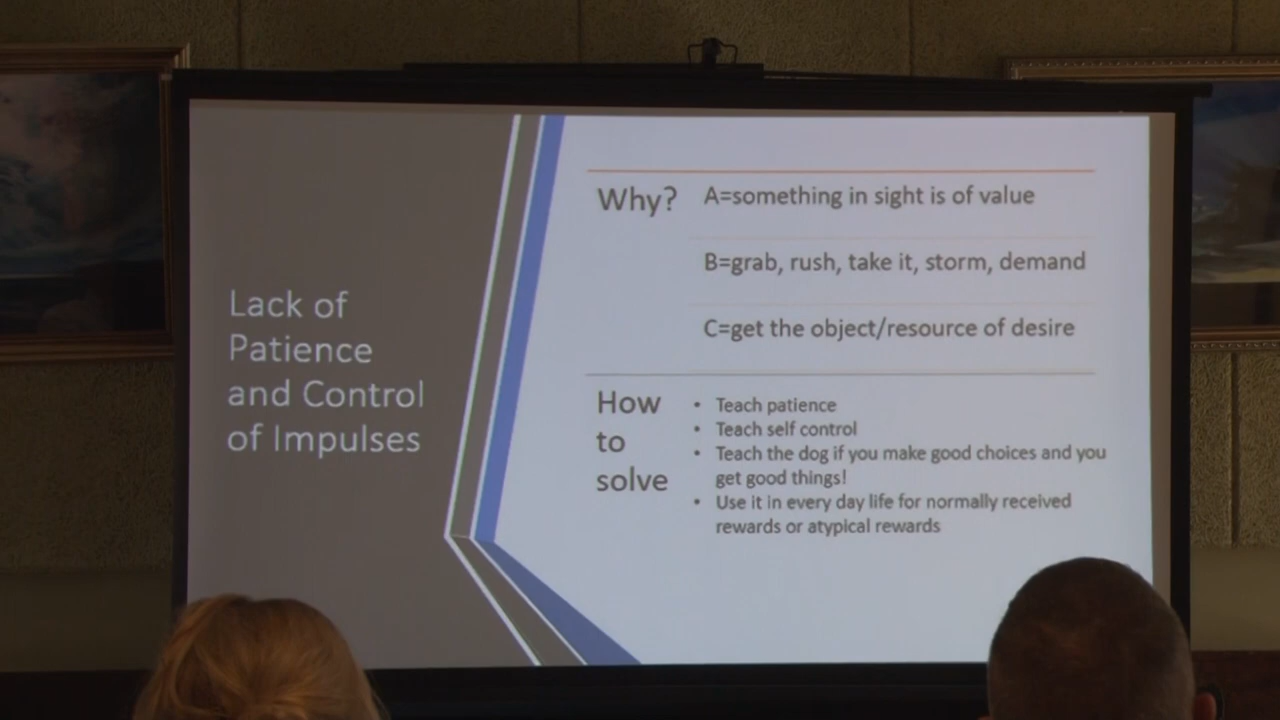 Lack of
Patience
and Control
of Impulses
Why?
A=something in sight is of value
B=grab, rush, take it, storm, demand
C=get the object/resource of desire
How
to
solve
• Teach patience
• Teach self control
• Teach the dog if you make good choices and you
get good things!
• Use it in every day life for normally received
rewards or atypical rewards